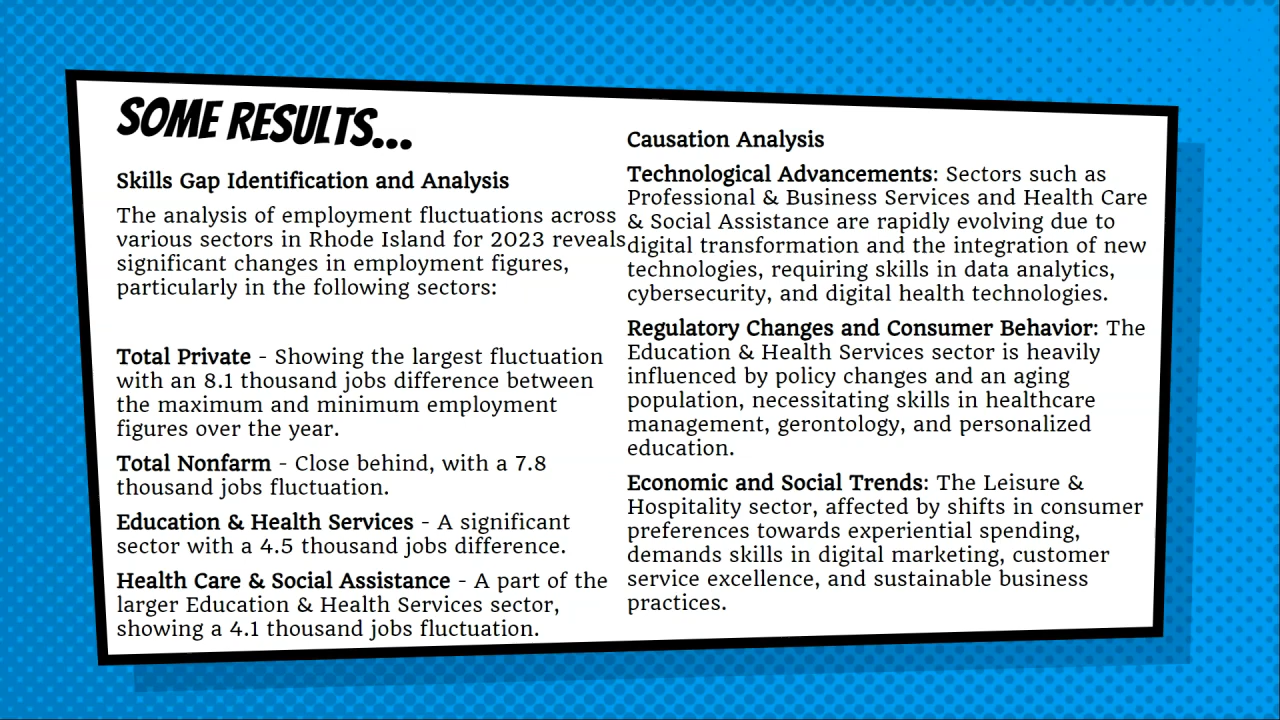 SOME RESULTS...
Skills Gap Identification and Analysis
The analysis of employment fluctuations across
various sectors in Rhode Island for 2023 reveals
significant changes in employment figures,
particularly in the following sectors:
Total Private - Showing the largest fluctuation
with an 8.1 thousand jobs difference between
the maximum and minimum employment
figures over the year.
Total Nonfarm - Close behind, with a 7.8
thousand jobs fluctuation.
Education & Health Services - A significant
sector with a 4.5 thousand jobs difference.
Health Care & Social Assistance - A part of the
larger Education & Health Services sector,
showing a 4.1 thousand jobs fluctuation.
Causation Analysis
Technological Advancements: Sectors such as
Professional & Business Services and Health Care
& Social Assistance are rapidly evolving due to
digital transformation and the integration of new
technologies, requiring skills in data analytics,
cybersecurity, and digital health technologies.
Regulatory Changes and Consumer Behavior: The
Education & Health Services sector is heavily
influenced by policy changes and an aging
population, necessitating skills in healthcare
management, gerontology, and personalized
education.
Economic and Social Trends: The Leisure &
Hospitality sector, affected by shifts in consumer
preferences towards experiential spending,
demands skills in digital marketing, customer
service excellence, and sustainable business
practices.